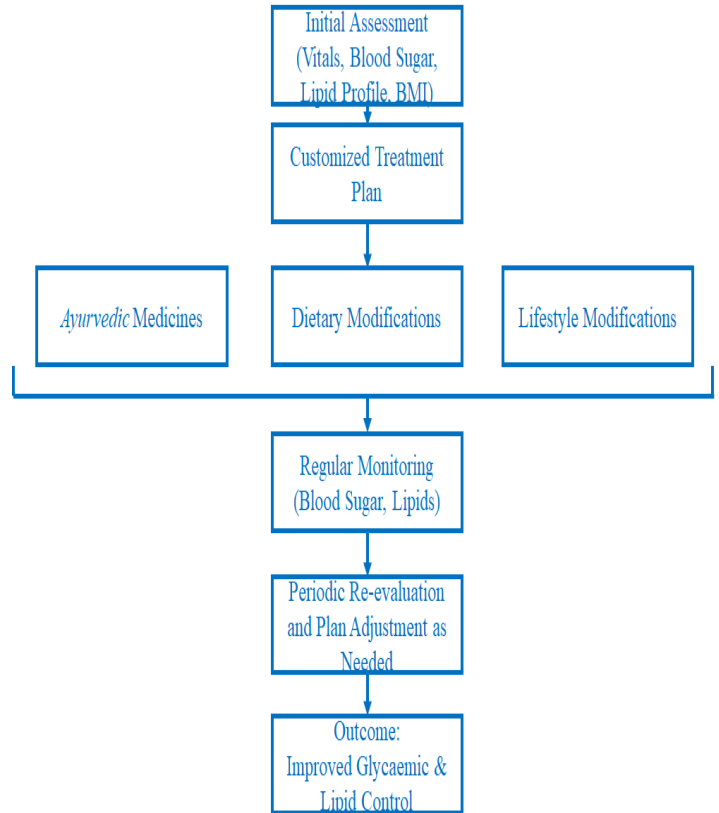 Initial Assessment
(Vitals, Blood Sugar,
Lipid Profile, BMI)
Customized Treatment
Plan
Ayurvedic Medicines
Dietary Modifications
Lifestyle Modifications
Regular Monitoring
(Blood Sugar, Lipids)
Periodic Re-evaluation
and Plan Adjustment as
Needed
Outcome:
Improved Glycaemic &
Lipid Control